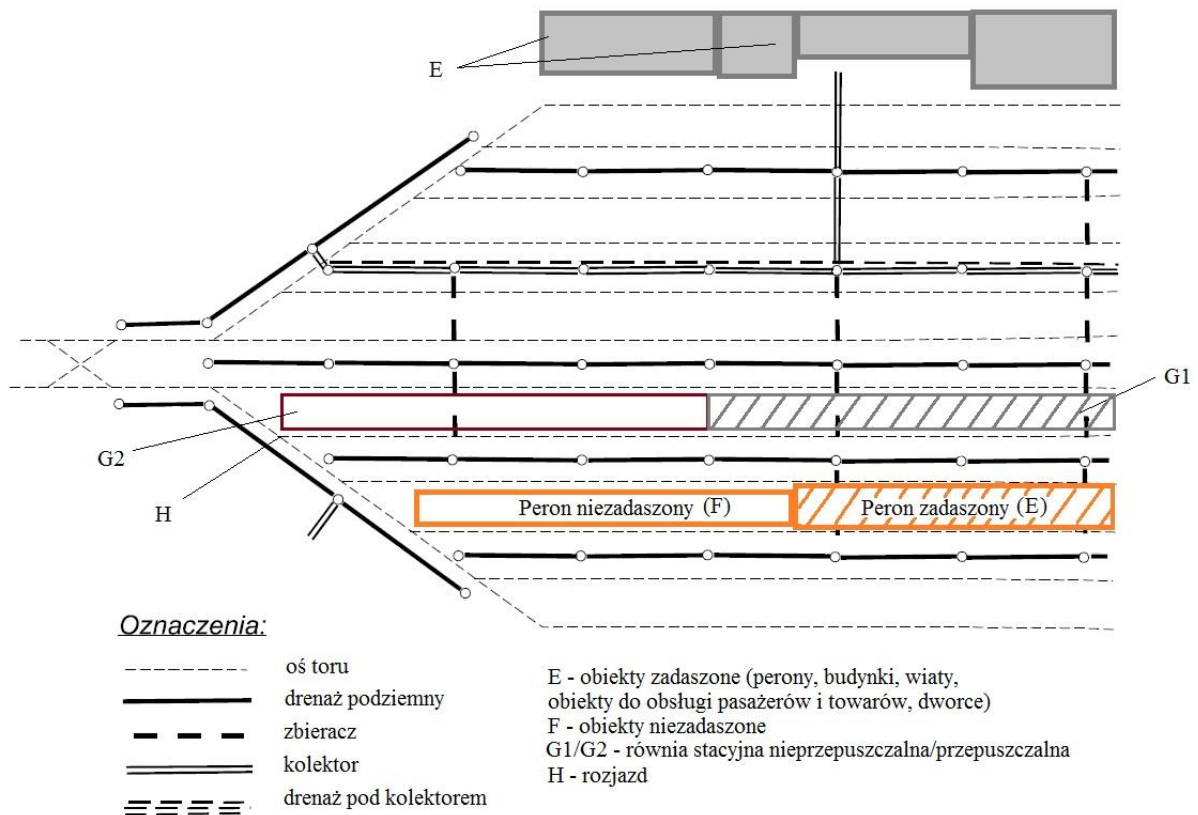 E
G1
G2
H
Peron niezadaszony (F)
Peron zadaszony (E)
Oznaczenia:
oś toru
drenaż podziemny
zbieracz
kolektor
drenaż pod kolektorem
E - obiekty zadaszone (perony, budynki, wiaty,
obiekty do obsługi pasażerów i towarów, dworce)
F - obiekty niezadaszone
G1/G2 - równia stacyjna nieprzepuszczalna/przepuszczalna
H - rozjazd